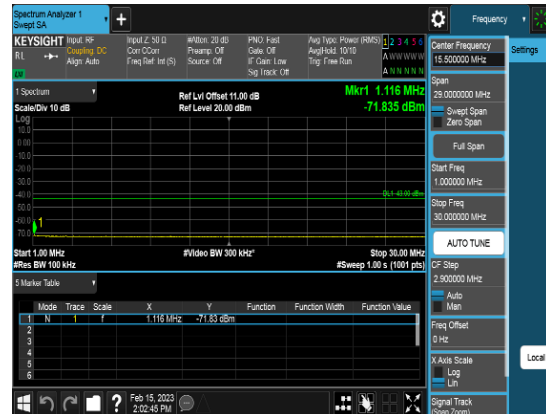 Spectrum Analyzer 1
Swept SA
+
Frequency
KEYSIGHT
RL
Input: RF
Coupling: DC
Align: Auto
Input Z: 50 Ω
Corr CCorr
Freq Ref: Int (S)
#Atten: 20 dB
Preamp: Off
Source: Off
PNO: Fast
Gate: Off
IF Gain: Low
Sig Track: Off
Avg Type: Power (RMS)
Avg|Hold: 10/10
Trig: Free Run
1 2 3 4 5 6
A W W W W W
A N N N N N
Center Frequency
15.500000 MHz
Settings
Span
29.0000000 MHz
Swept Span
Zero Span
Full Span
Start Freq
1.000000 MHz
Stop Freq
30.000000 MHz
AUTO TUNE
CF Step
2.900000 MHz
Auto
Man
Freq Offset
0 Hz
X Axis Scale
Log
Lin
Signal Track
(Span Zoom)
Local
1 Spectrum
Scale/Div 10 dB
Ref Lvl Offset 11.00 dB
Ref Level 20.00 dBm
Mkr1 1.116 MHz
-71.835 dBm
Log
10.0
0.00
-10.0
-20.0
-30.0
-40.0
-50.0
-60.0
-70.0
DL1 -43.00 dBm
1
Start 1.00 MHz
#Res BW 100 kHz
#Video BW 300 kHz*
Stop 30.00 MHz
#Sweep 1.00 s (1001 pts)
5 Marker Table
Mode Trace Scale X Y Function Function Width Function Value
1 N 1 f 1.116 MHz -71.83 dBm
2
3
4
5
6
?
Feb 15, 2023
2:02:45 PM